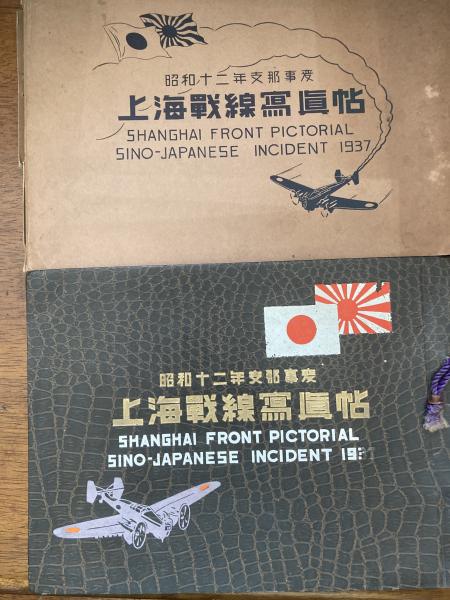 昭和十二年支那事変
上海戰線寫眞帖
SHANGHAI FRONT PICTORIAL
SINO-JAPANESE INCIDENT 1937
昭和十二年支那事変
上海戰線寫眞帖
SHANGHAI FRONT PICTORIAL
SINO-JAPANESE INCIDENT